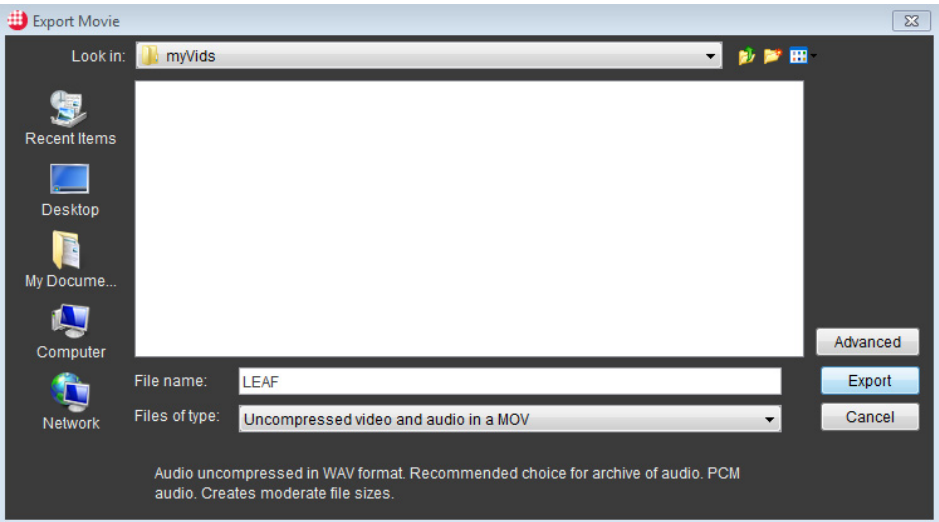 Export Movie
Look in:
myVids
Recent Items
Desktop
My Docume...
Computer
Network
Advanced
File name:
LEAF
Export
Files of type:
Uncompressed video and audio in a MOV
Cancel
Audio uncompressed in WAV format. Recommended choice for archive of audio. PCM
audio. Creates moderate file sizes.